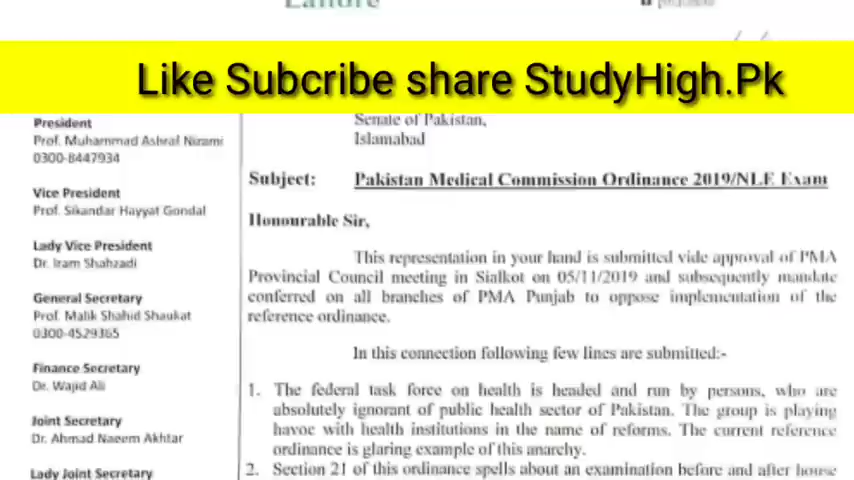 Lahore
Like Subcribe share StudyHigh.Pk
President
Prof. Muhammad Ashraf Nizami
0300-8447934
Vice President
Prof. Sikandar Hayyat Gondal
Lady Vice President
Dr. Iram Shahzadi
General Secretary
Prof. Malik Shahid Shaukat
0300-4529365
Finance Secretary
Dr. Wajid Ali
Joint Secretary
Dr. Ahmad Naeem Akhtar
Lady Joint Secretary
Senate of Pakistan,
Islamabad
Subject: Pakistan Medical Commission Ordinance 2019/NLE Exam
Honourable Sir,
This representation in your hand is submitted vide approval of PMA
Provincial Council meeting in Sialkot on 05/11/2019 and subsequently mandate
conferred on all branches of PMA Punjab to oppose implementation of the
reference ordinance.
In this connection following few lines are submitted:-
1. The federal task force on health is headed and run by persons, who are
absolutely ignorant of public health sector of Pakistan. The group is playing
havoc with health institutions in the name of reforms. The current reference
ordinance is glaring example of this anarchy.
2. Section 21 of this ordinance spells about an examination before and after house